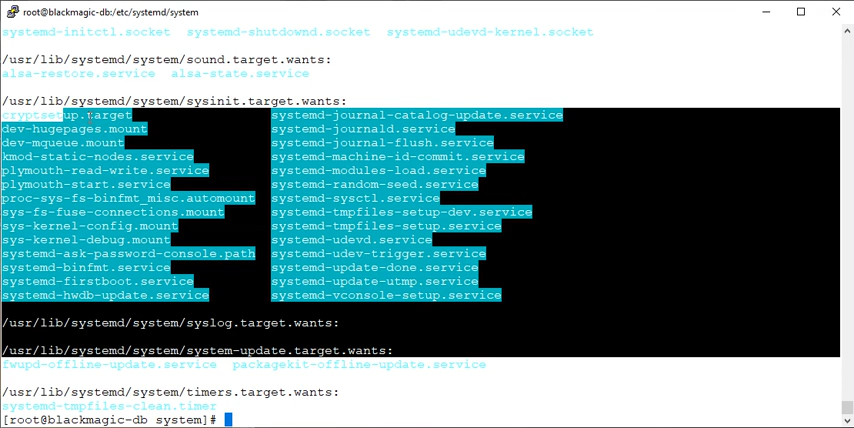 root@blackmagic-db:/etc/systemd/system
systemd-initctl.socket systemd-shutdownd.socket systemd-udevd-kernel.socket
/usr/lib/systemd/system/sound.target.wants:
alsa-restore.service alsa-state.service
/usr/lib/systemd/system/sysinit.target.wants:
cryptsetup.target systemd-journal-catalog-update.service
dev-hugepages.mount systemd-journald.service
dev-mqueue.mount systemd-journal-flush.service
kmod-static-nodes.service systemd-machine-id-commit.service
plymouth-read-write.service systemd-modules-load.service
plymouth-start.service systemd-random-seed.service
proc-sys-fs-binfmt_misc.automount systemd-sysctl.service
sys-fs-fuse-connections.mount systemd-tmpfiles-setup-dev.service
sys-kernel-config.mount systemd-tmpfiles-setup.service
sys-kernel-debug.mount systemd-udevd.service
systemd-ask-password-console.path systemd-udev-trigger.service
systemd-binfmt.service systemd-update-done.service
systemd-firstboot.service systemd-update-utmp.service
systemd-hwdb-update.service systemd-vconsole-setup.service
/usr/lib/systemd/system/syslog.target.wants:
/usr/lib/systemd/system/system-update.target.wants:
fwupd-offline-update.service packagekit-offline-update.service
/usr/lib/systemd/system/timers.target.wants:
systemd-tmpfiles-clean.timer
[root@blackmagic-db system]#